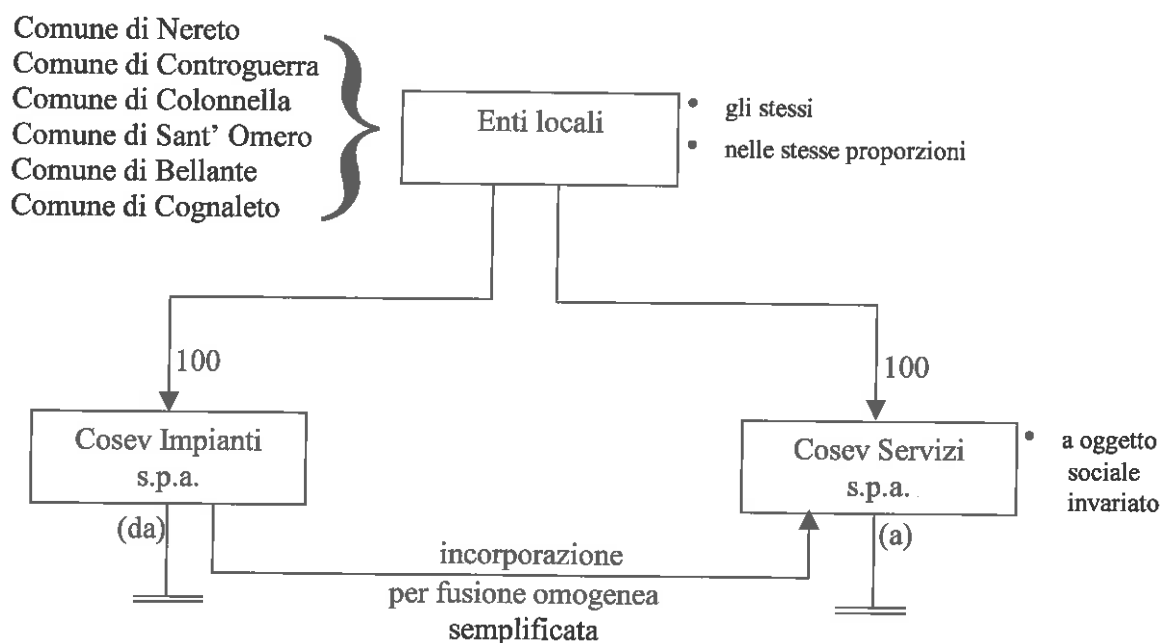 Comune di Nereto
Comune di Controguerra
Comune di Colonnella
Comune di Sant' Omero
Comune di Bellante
Comune di Cognaleto
Enti locali
• gli stessi
• nelle stesse proporzioni
100
100
Cosev Impianti
s.p.a.
Cosev Servizi
s.p.a.
• a oggetto
sociale
invariato
(da)
(a)
incorporazione
per fusione omogenea
semplificata